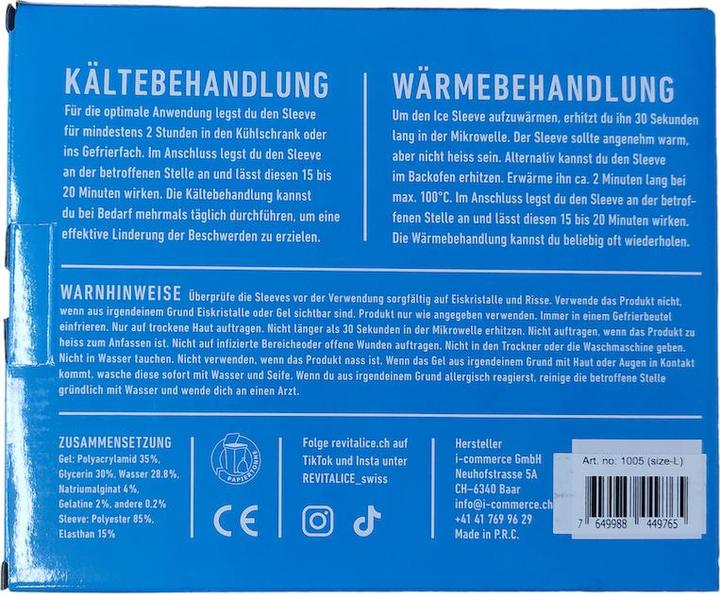 KÄLTEBEHANDLUNG
Für die optimale Anwendung legst du den Sleeve
für mindestens 2 Stunden in den Kühlschrank oder
ins Gefrierfach. Im Anschluss legst du den Sleeve
an der betroffenen Stelle an und lässt diesen 15 bis
20 Minuten wirken. Die Kältebehandlung kannst
du bei Bedarf mehrmals täglich durchführen, um eine
effektive Linderung der Beschwerden zu erzielen.
WÄRMEBEHANDLUNG
Um den Ice Sleeve aufzuwärmen, erhitzt du ihn 30 Sekunden
lang in der Mikrowelle. Der Sleeve sollte angenehm warm,
aber nicht heiss sein. Alternativ kannst du den Sleeve
im Backofen erhitzen. Erwärme ihn ca. 2 Minuten lang bei
max. 100°C. Im Anschluss legst du den Sleeve an der betrof-
fenen Stelle an und lässt diesen 15 bis 20 Minuten wirken.
Die Wärmebehandlung kannst du beliebig oft wiederholen.
WARNHINWEISE Überprüfe die Sleeves vor der Verwendung sorgfältig auf Eiskristalle und Risse. Verwende das Produkt nicht,
wenn aus irgendeinem Grund Eiskristalle oder Gel sichtbar sind. Produkt nur wie angegeben verwenden. Immer in einem Gefrierbeutel
einfrieren. Nur auf trockene Haut auftragen. Nicht länger als 30 Sekunden in der Mikrowelle erhitzen. Nicht auftragen, wenn das Produkt zu
heiss zum Anfassen ist. Nicht auf infizierte Bereicheoder offene Wunden auftragen. Nicht in den Trockner oder die Waschmaschine geben.
Nicht in Wasser tauchen. Nicht verwenden, wenn das Produkt nass ist. Wenn das Gel aus irgendeinem Grund mit Haut oder Augen in Kontakt
kommt, wasche diese sofort mit Wasser und Seife. Wenn du aus irgendeinem Grund allergisch reagierst, reinige die betroffene Stelle
gründlich mit Wasser und wende dich an einen Arzt.
ZUSAMMENSETZUNG
Gel: Polyacrylamid 35%,
Glycerin 30%, Wasser 28.8%,
Natriumalginat 4%,
Gelatine 2%, andere 0.2%
Sleeve: Polyester 85%,
Elasthan 15%
PAPIERTONNE
CE
Folge revitalice.ch auf
TikTok und Insta unter
REVITALICE_swiss
Hersteller
i-commerce GmbH
Neuhofstrasse 5A
CH–6340 Baar
info@i-commerce.ch
+41 41 769 96 29
Made in P.R.C.
Art. no: 1005 (size-L)
7 649988 449765